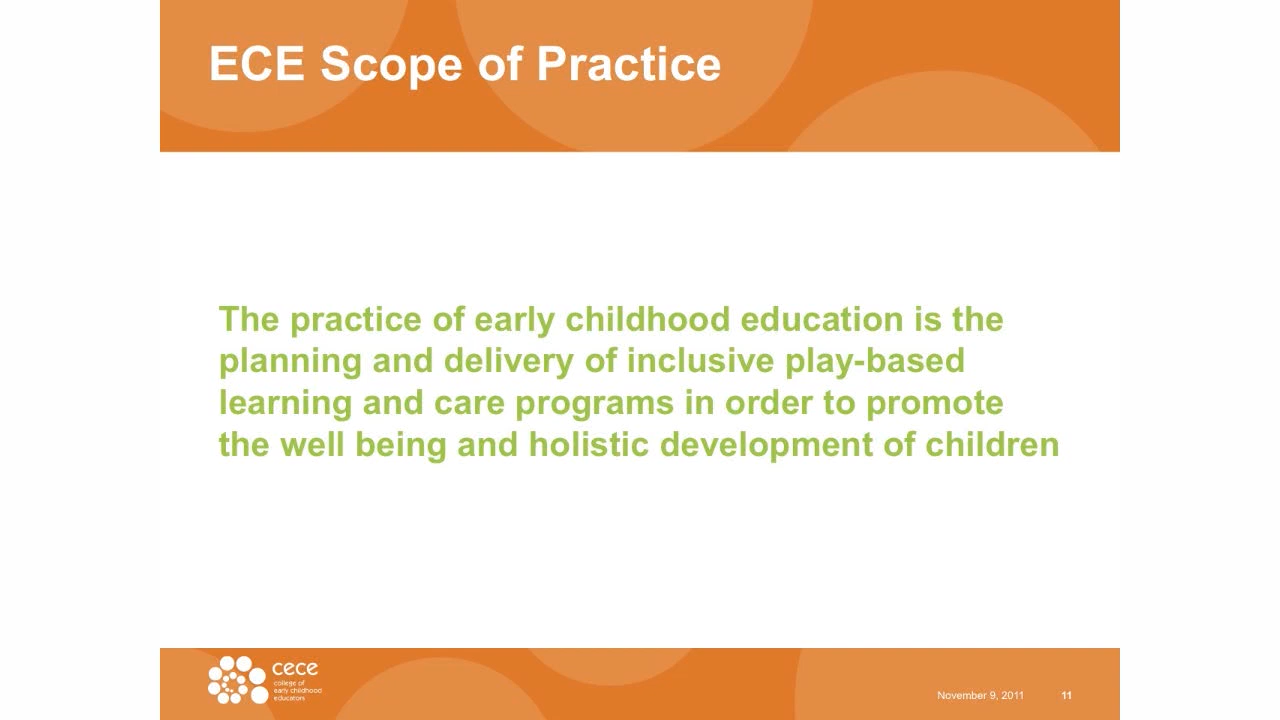 ECE Scope of Practice
The practice of early childhood education is the
planning and delivery of inclusive play-based
learning and care programs in order to promote
the well being and holistic development of children
cece
college of
early childhood
educators
November 9, 2011
11